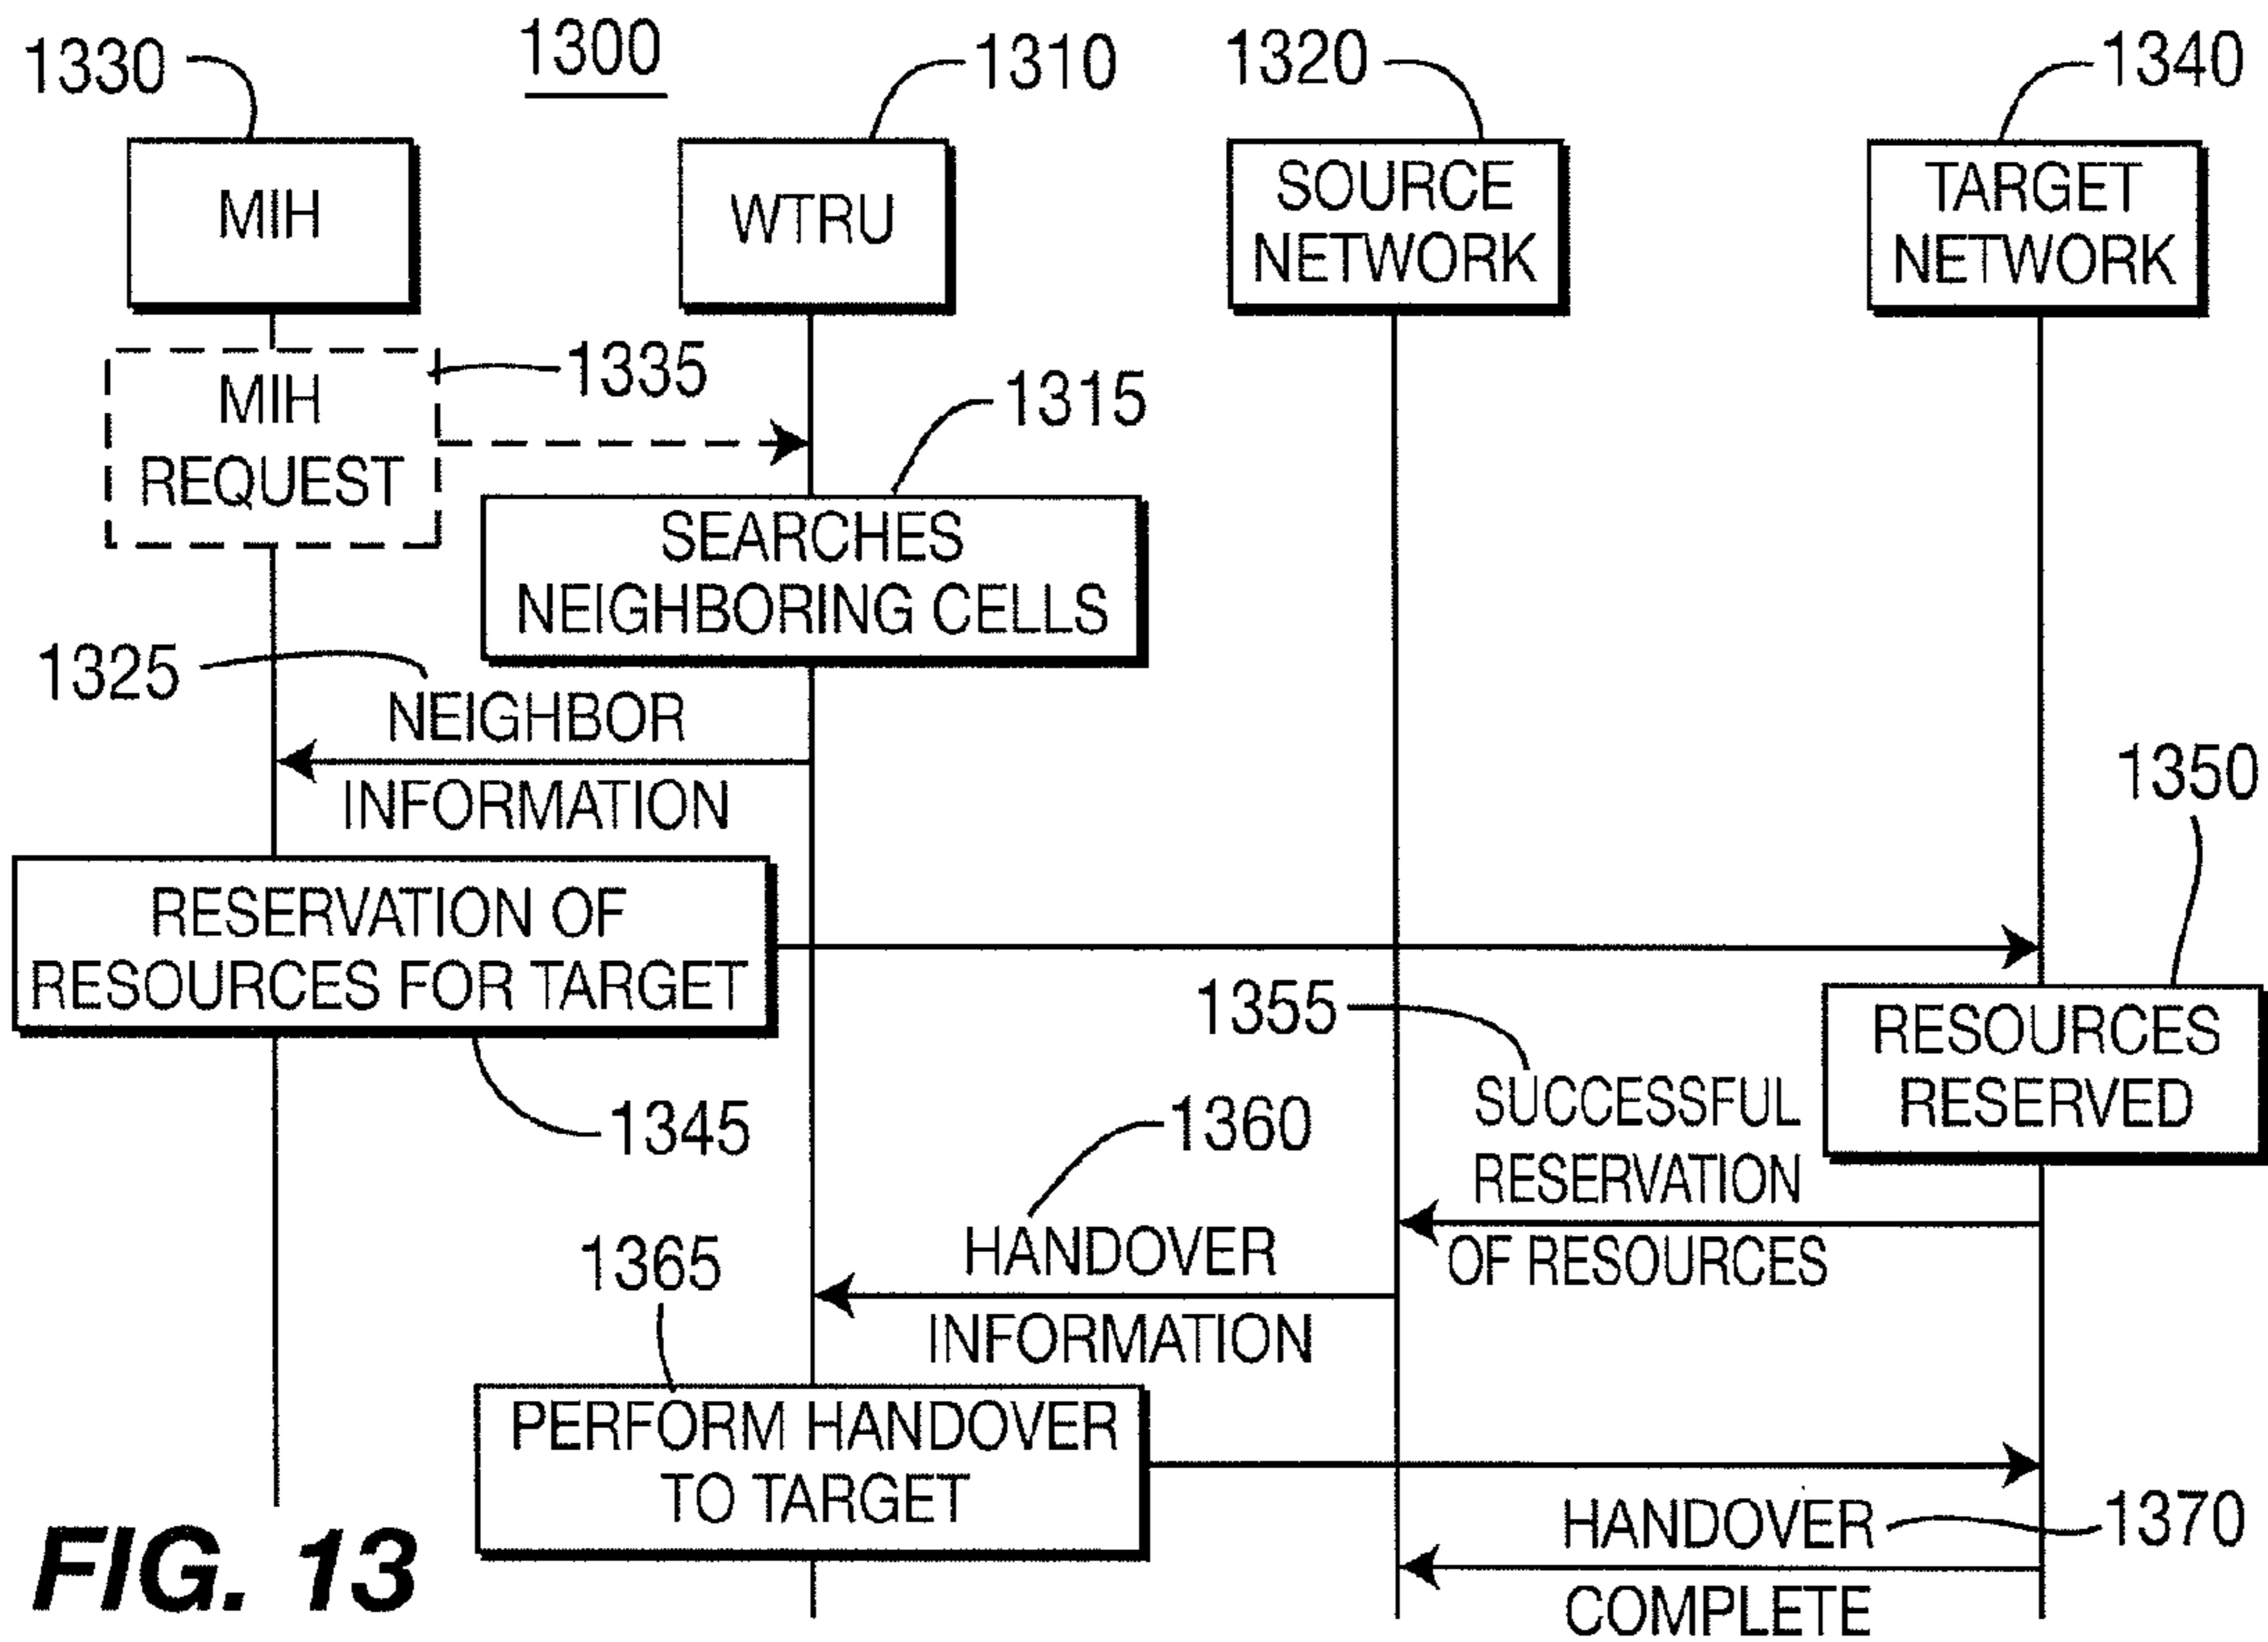 1300
1330
1310
1320
1340
MIH
WTRU
SOURCE
NETWORK
TARGET
NETWORK
1335
MIH
REQUEST
1315
SEARCHES
NEIGHBORING CELLS
1325
NEIGHBOR
INFORMATION
1350
RESERVATION OF
RESOURCES FOR TARGET
1345
RESOURCES
RESERVED
1355
SUCCESSFUL
RESERVATION
OF RESOURCES
1360
HANDOVER
INFORMATION
1365
PERFORM HANDOVER
TO TARGET
HANDOVER
COMPLETE
1370
FIG. 13